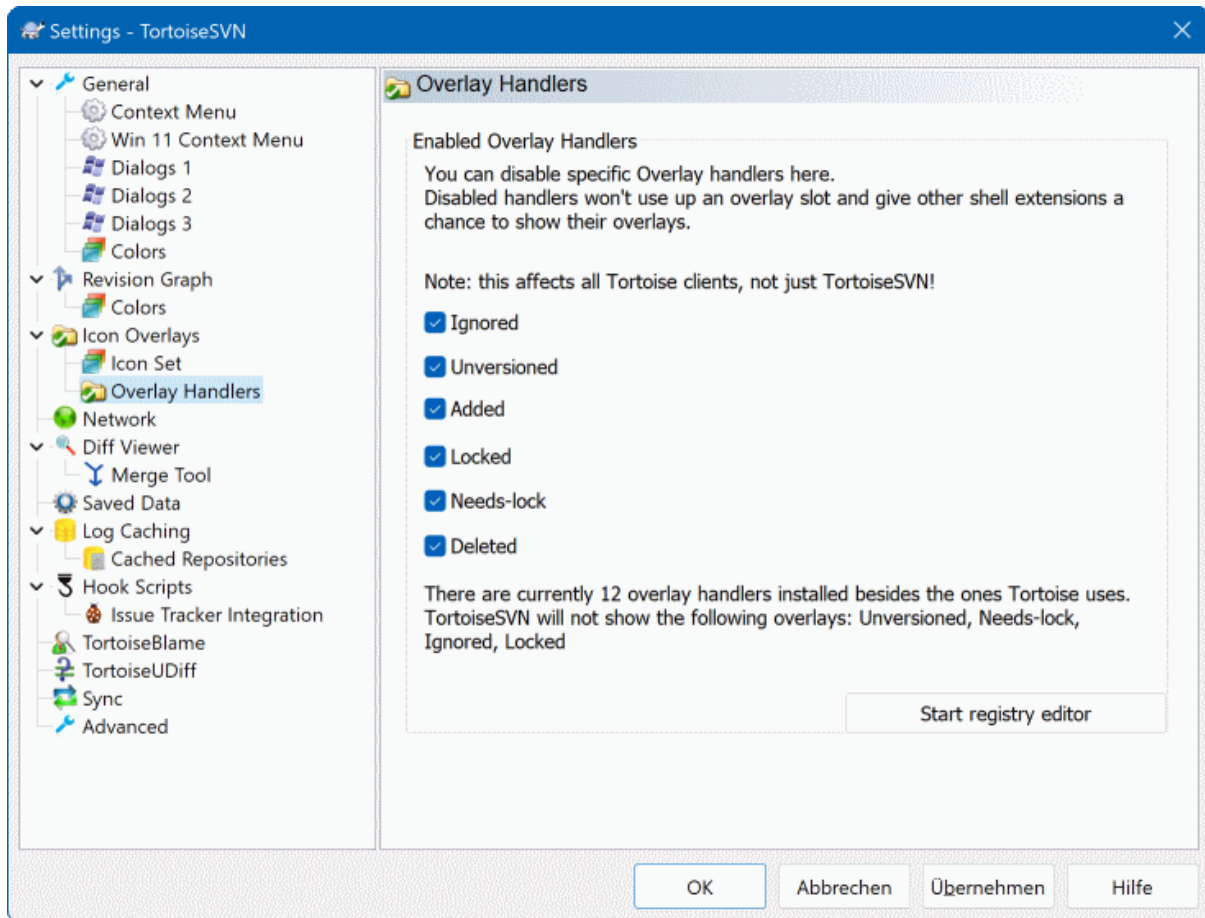 Settings - TortoiseSVN
General
Context Menu
Win 11 Context Menu
Dialogs 1
Dialogs 2
Dialogs 3
Colors
Revision Graph
Colors
Icon Overlays
Icon Set
Overlay Handlers
Network
Diff Viewer
Merge Tool
Saved Data
Log Caching
Cached Repositories
Hook Scripts
Issue Tracker Integration
TortoiseBlame
TortoiseUDiff
Sync
Advanced
Overlay Handlers
Enabled Overlay Handlers
You can disable specific Overlay handlers here.
Disabled handlers won't use up an overlay slot and give other shell extensions a
chance to show their overlays.
Note: this affects all Tortoise clients, not just TortoiseSVN!
Ignored
Unversioned
Added
Locked
Needs-lock
Deleted
There are currently 12 overlay handlers installed besides the ones Tortoise uses.
TortoiseSVN will not show the following overlays: Unversioned, Needs-lock,
Ignored, Locked
Start registry editor
OK
Abbrechen
Übernehmen
Hilfe